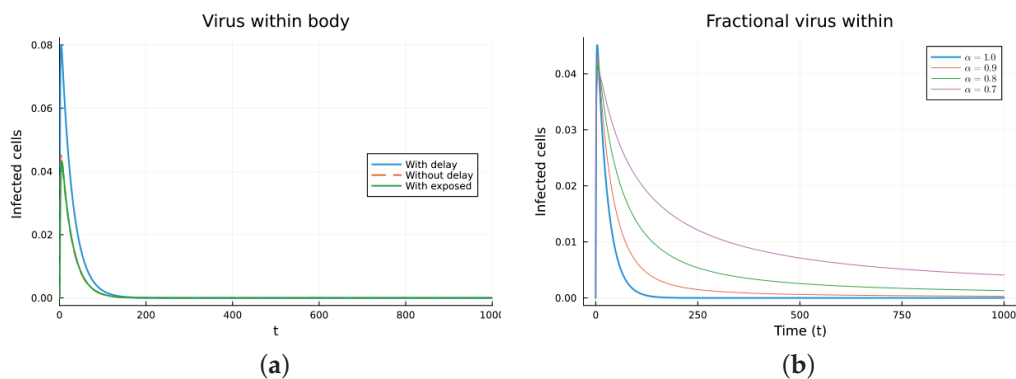 Virus within body
Infected cells
0.08
0.06
0.04
0.02
0.00
With delay
Without delay
With exposed
0
200
400
600
800
1000
t
(a)
Fractional virus within
Infected cells
0.04
0.03
0.02
0.01
0.00
α = 1.0
α = 0.9
α = 0.8
α = 0.7
0
250
500
750
1000
Time (t)
(b)